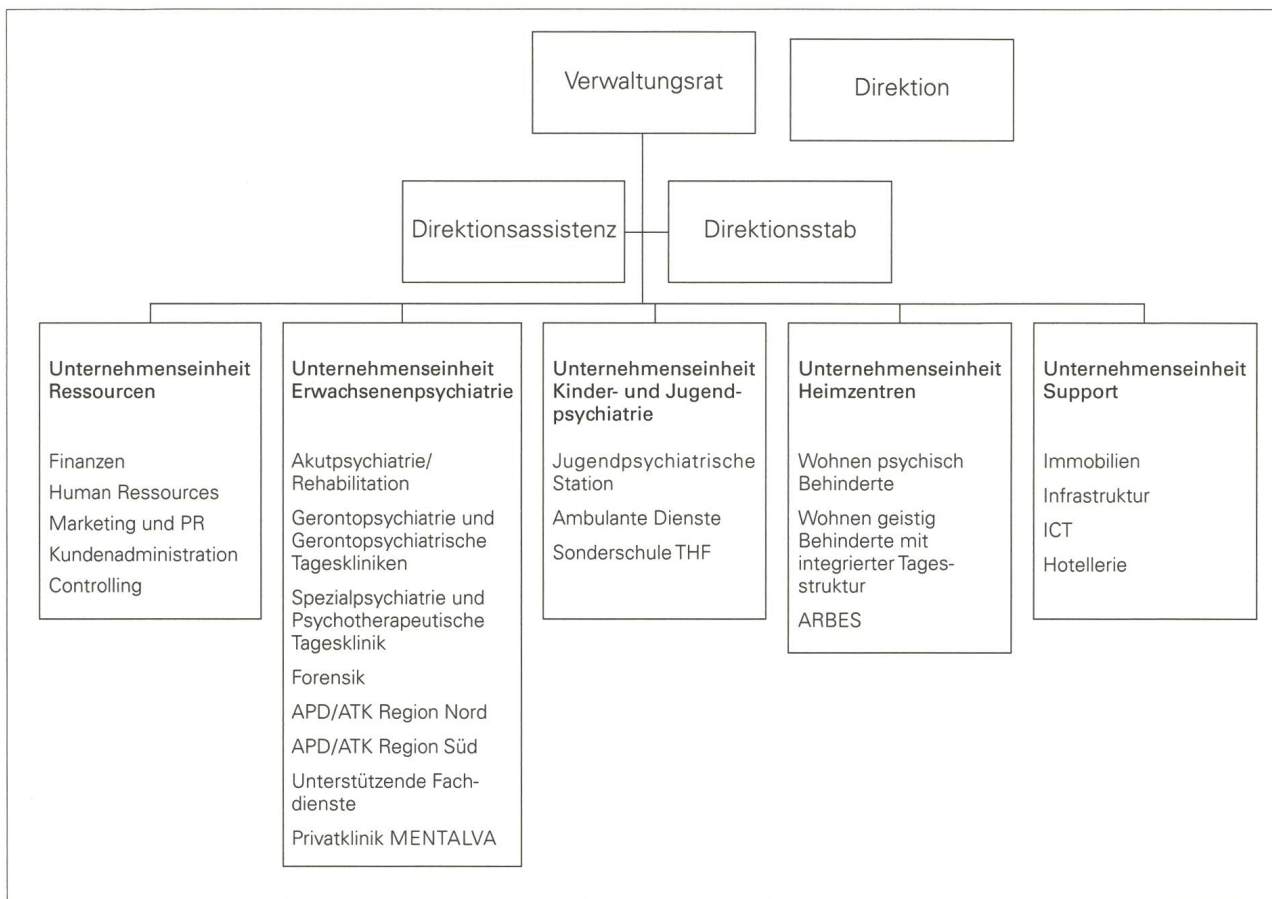 Verwaltungsrat
Direktion
Direktionsassistenz
Direktionsstab
Unternehmenseinheit
Ressourcen
Finanzen
Human Ressources
Marketing und PR
Kundenadministration
Controlling
Unternehmenseinheit
Erwachsenenpsychiatrie
Akutpsychiatrie/
Rehabilitation
Gerontopsychiatrie und
Gerontopsychiatrische
Tageskliniken
Spezialpsychiatrie und
Psychotherapeutische
Tagesklinik
Forensik
APD/ATK Region Nord
APD/ATK Region Süd
Unterstützende Fach-
dienste
Privatklinik MENTALVA
Unternehmenseinheit
Kinder- und Jugend-
psychiatrie
Jugendpsychiatrische
Station
Ambulante Dienste
Sonderschule THF
Unternehmenseinheit
Heimzentren
Wohnen psychisch
Behinderte
Wohnen geistig
Behinderte mit
integrierter Tages-
struktur
ARBES
Unternehmenseinheit
Support
Immobilien
Infrastruktur
ICT
Hotellerie